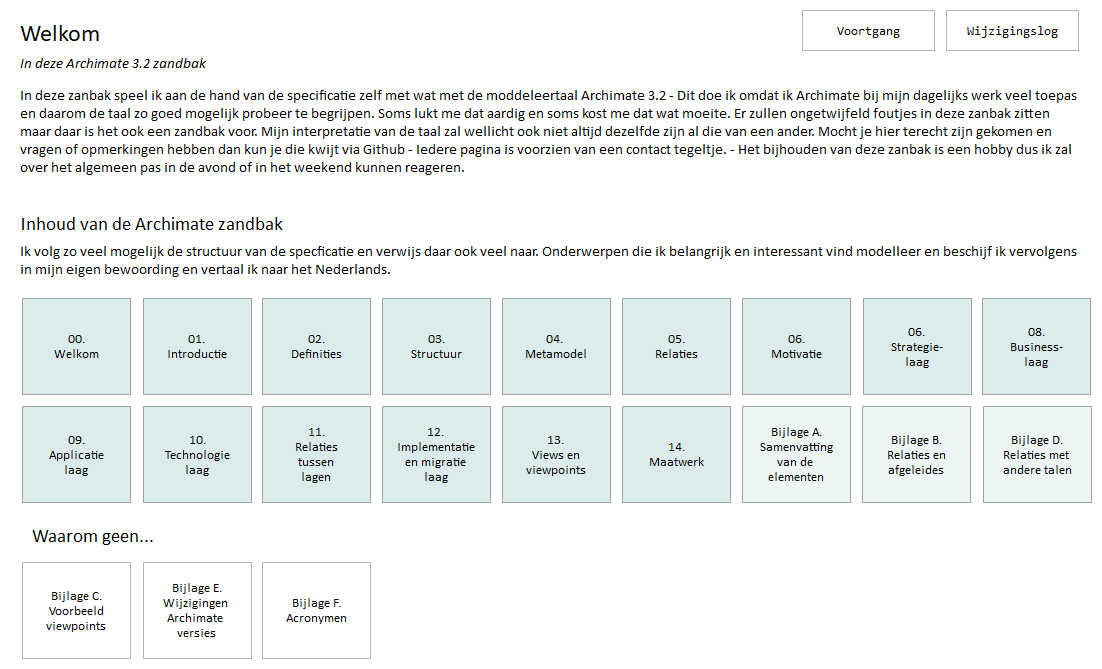 Welkom
Voortgang
Wijzigingslog
In deze Archimate 3.2 zandbak
In deze zanbak speel ik aan de hand van de specificatie zelf met wat met de moddeleertaal Archimate 3.2 - Dit doe ik omdat ik Archimate bij mijn dagelijks werk veel toepas
en daarom de taal zo goed mogelijk probeer te begrijpen. Soms lukt me dat aardig en soms kost me dat wat moeite. Er zullen ongetwijfeld foutjes in deze zanbak zitten
maar daar is het ook een zandbak voor. Mijn interpretatie van de taal zal wellicht ook niet altijd dezelfde zijn al die van een ander. Mocht je hier terecht zijn gekomen en
vragen of opmerkingen hebben dan kun je die kwijt via Github - Iedere pagina is voorzien van een contact tegeltje. - Het bijhouden van deze zanbak is een hobby dus ik zal
over het algemeen pas in de avond of in het weekend kunnen reageren.
Inhoud van de Archimate zandbak
Ik volg zo veel mogelijk de structuur van de specficatie en verwijs daar ook veel naar. Onderwerpen die ik belangrijk en interessant vind modelleer en beschijf ik vervolgens
in mijn eigen bewoording en vertaal ik naar het Nederlands.
00.
Welkom
01.
Introductie
02.
Definities
03.
Structuur
04.
Metamodel
05.
Relaties
06.
Motivatie
06.
Strategie-
laag
08.
Business-
laag
09.
Applicatie
laag
10.
Technologie
laag
11.
Relaties
tussen
lagen
12.
Implementatie
en migratie
laag
13.
Views en
viewpoints
14.
Maatwerk
Bijlage A.
Samenvatting
van de
elementen
Bijlage B.
Relaties en
afgeleides
Bijlage D.
Relaties met
andere talen
Waarom geen...
Bijlage C.
Voorbeeld
viewpoints
Bijlage E.
Wijzigingen
Archimate
versies
Bijlage F.
Acronymen